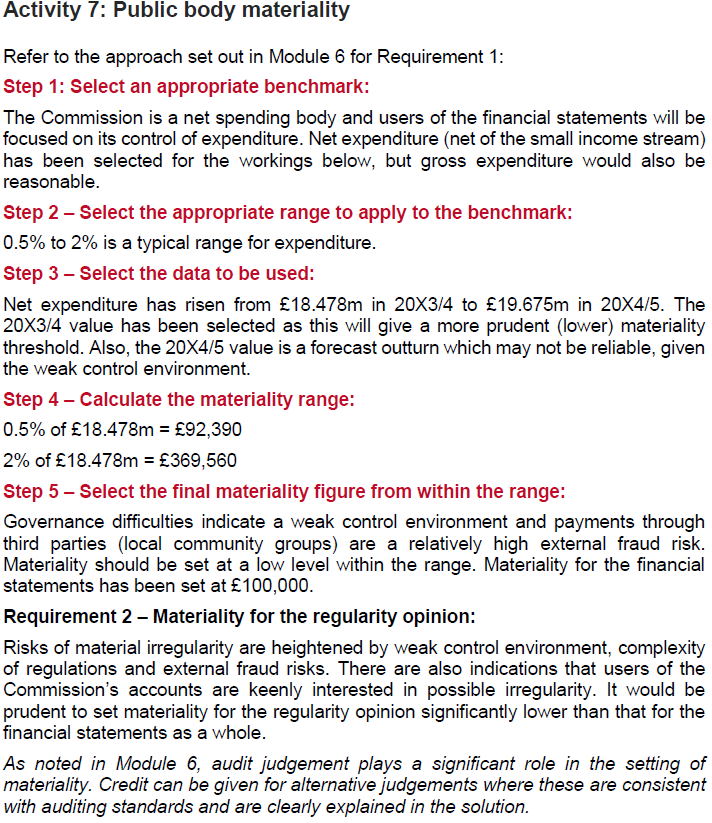 Activity 7: Public body materiality
Refer to the approach set out in Module 6 for Requirement 1:
Step 1: Select an appropriate benchmark:
The Commission is a net spending body and users of the financial statements will be
focused on its control of expenditure. Net expenditure (net of the small income stream)
has been selected for the workings below, but gross expenditure would also be
reasonable.
Step 2 – Select the appropriate range to apply to the benchmark:
0.5% to 2% is a typical range for expenditure.
Step 3 – Select the data to be used:
Net expenditure has risen from £18.478m in 20X3/4 to £19.675m in 20X4/5. The
20X3/4 value has been selected as this will give a more prudent (lower) materiality
threshold. Also, the 20X4/5 value is a forecast outturn which may not be reliable, given
the weak control environment.
Step 4 – Calculate the materiality range:
0.5% of £18.478m = £92,390
2% of £18.478m = £369,560
Step 5 – Select the final materiality figure from within the range:
Governance difficulties indicate a weak control environment and payments through
third parties (local community groups) are a relatively high external fraud risk.
Materiality should be set at a low level within the range. Materiality for the financial
statements has been set at £100,000.
Requirement 2 – Materiality for the regularity opinion:
Risks of material irregularity are heightened by weak control environment, complexity
of regulations and external fraud risks. There are also indications that users of the
Commission's accounts are keenly interested in possible irregularity. It would be
prudent to set materiality for the regularity opinion significantly lower than that for the
financial statements as a whole.
As noted in Module 6, audit judgement plays a significant role in the setting of
materiality. Credit can be given for alternative judgements where these are consistent
with auditing standards and are clearly explained in the solution.